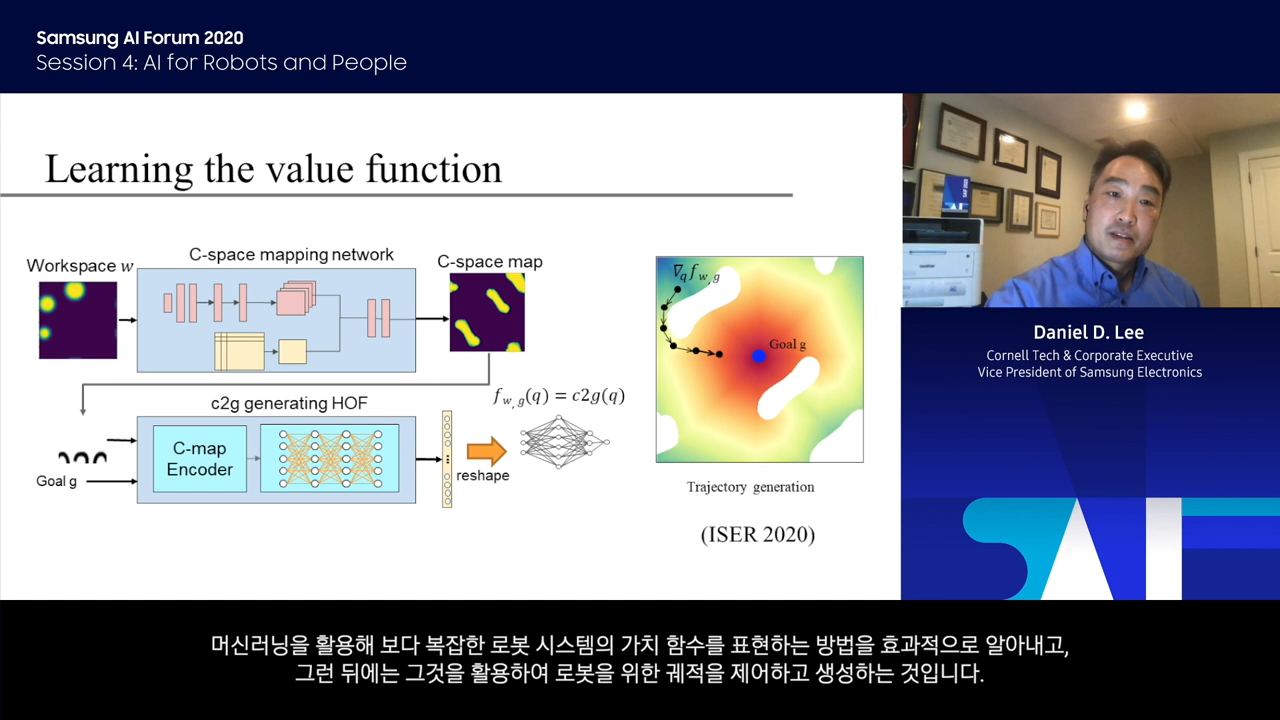 Samsung AI Forum 2020
Session 4: AI for Robots and People
Learning the value function
Workspace w
C-space mapping network
C-space map
c2g generating HOF
C-map
Encoder
Goal g
reshape
f_{w, g}(q) = c2g(q)
∇_q f_{w, g}
Goal g
Trajectory generation
(ISER 2020)
SAIF 2020
brother
Daniel D. Lee
Cornell Tech & Corporate Executive
Vice President of Samsung Electronics
SAIF
머신러닝을 활용해 보다 복잡한 로봇 시스템의 가치 함수를 표현하는 방법을 효과적으로 알아내고,
그런 뒤에는 그것을 활용하여 로봇을 위한 궤적을 제어하고 생성하는 것입니다.